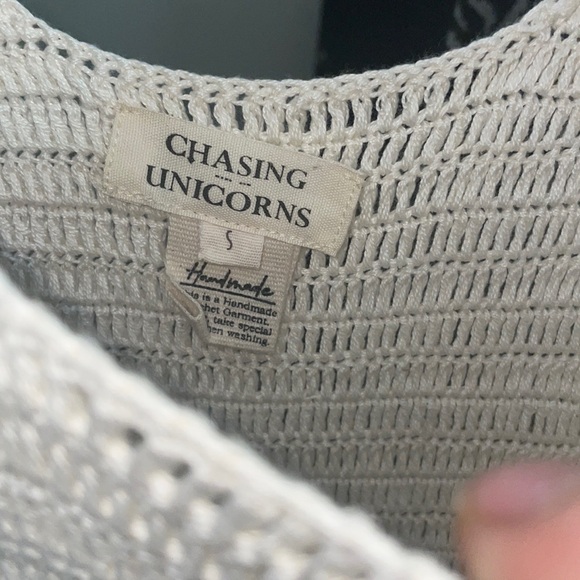 CHASING
UNICORNS
S
Handmade
is a Handmade
Garment.
take special
washing.